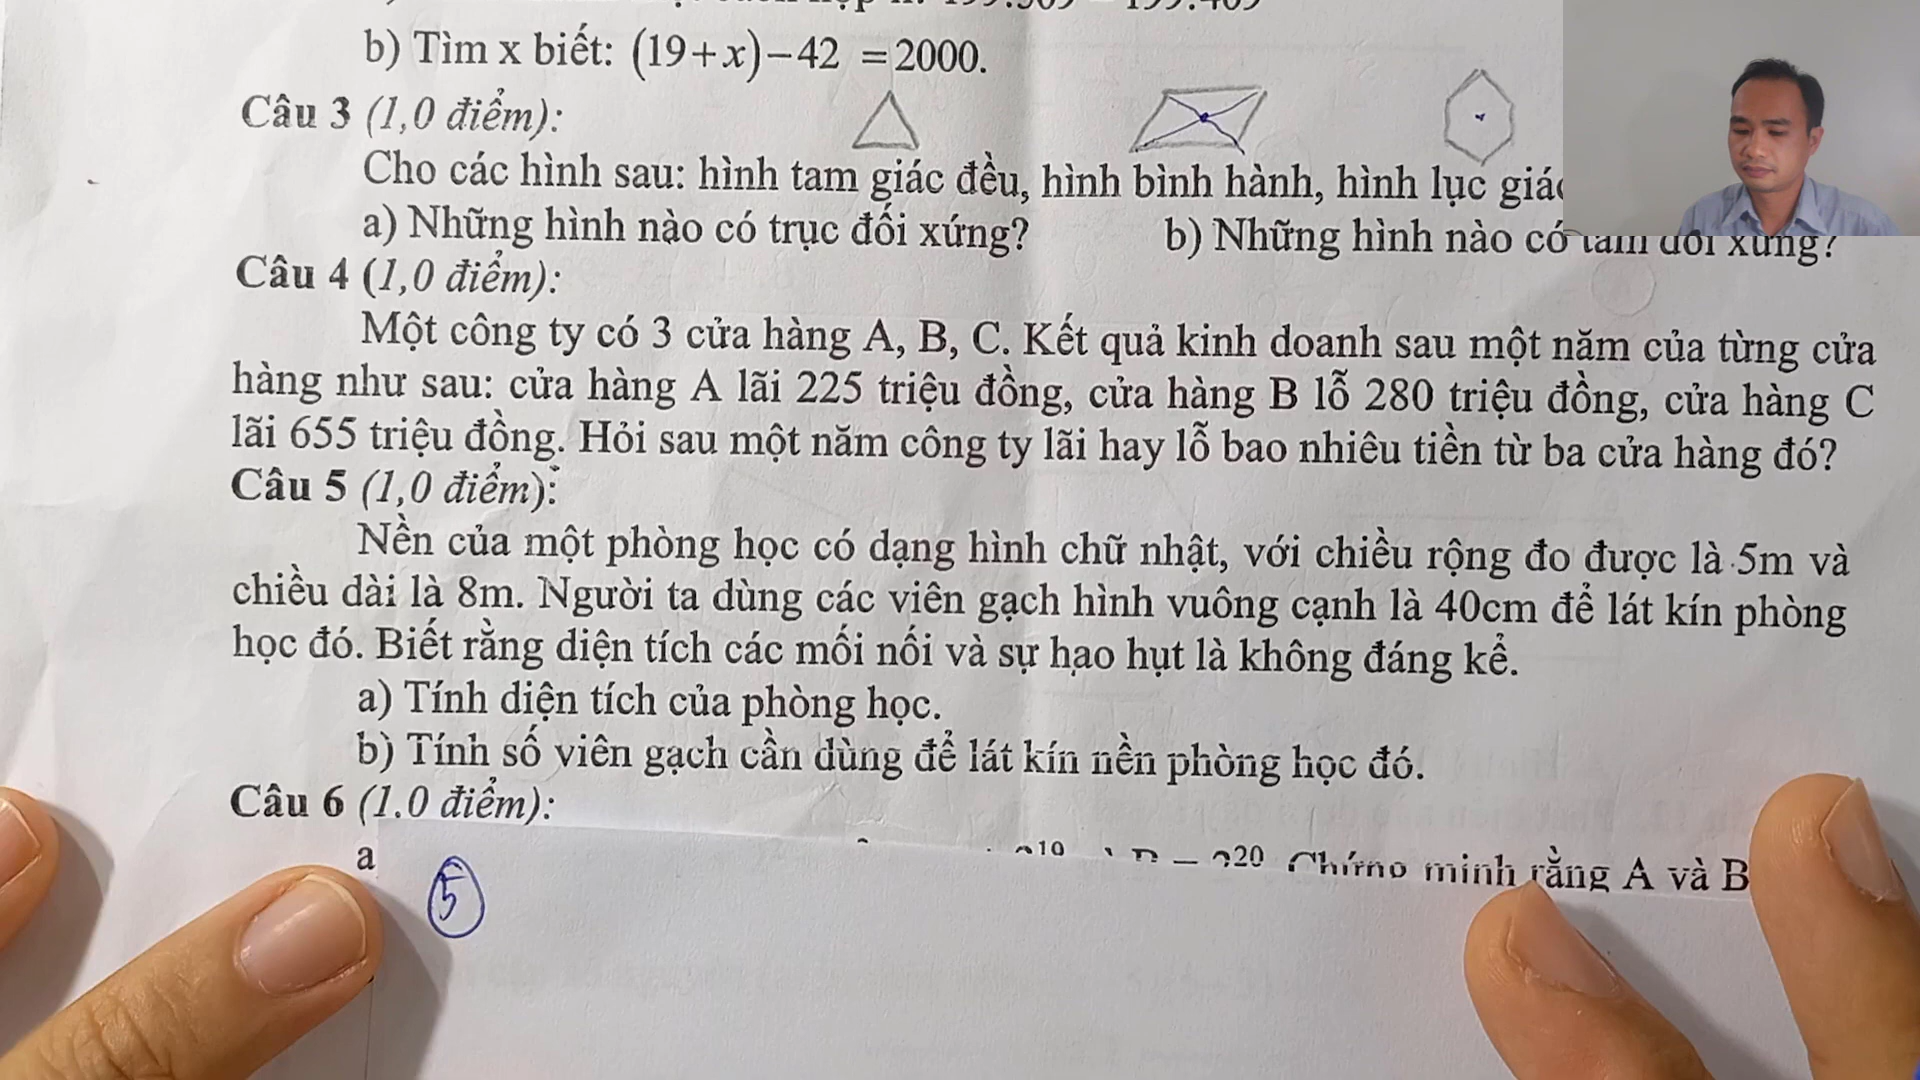 b) Tìm x biết: (19+x)−42 =2000.
Câu 3 (1,0 điểm):
Cho các hình sau: hình tam giác đều, hình bình hành, hình lục
a) Những hình nào có trục đối xứng? b) Những hình nào có tâm đối xứng?
Câu 4 (1,0 điểm):
Một công ty có 3 cửa hàng A, B, C. Kết quả kinh doanh sau một năm của từng cửa
hàng như sau: cửa hàng A lãi 225 triệu đồng, cửa hàng B lỗ 280 triệu đồng, cửa hàng C
lãi 655 triệu đồng. Hỏi sau một năm công ty lãi hay lỗ bao nhiêu tiền từ ba cửa hàng đó?
Câu 5 (1,0 điểm):
Nền của một phòng học có dạng hình chữ nhật, với chiều rộng đo được là 5m và
chiều dài là 8m. Người ta dùng các viên gạch hình vuông cạnh là 40cm để lát kín phòng
học đó. Biết rằng diện tích các mối nối và sự hạo hụt là không đáng kể.
a) Tính diện tích của phòng học.
b) Tính số viên gạch cần dùng để lát kín nền phòng học đó.
Câu 6 (1.0 điểm):
a Chứng minh rằng A và B
5